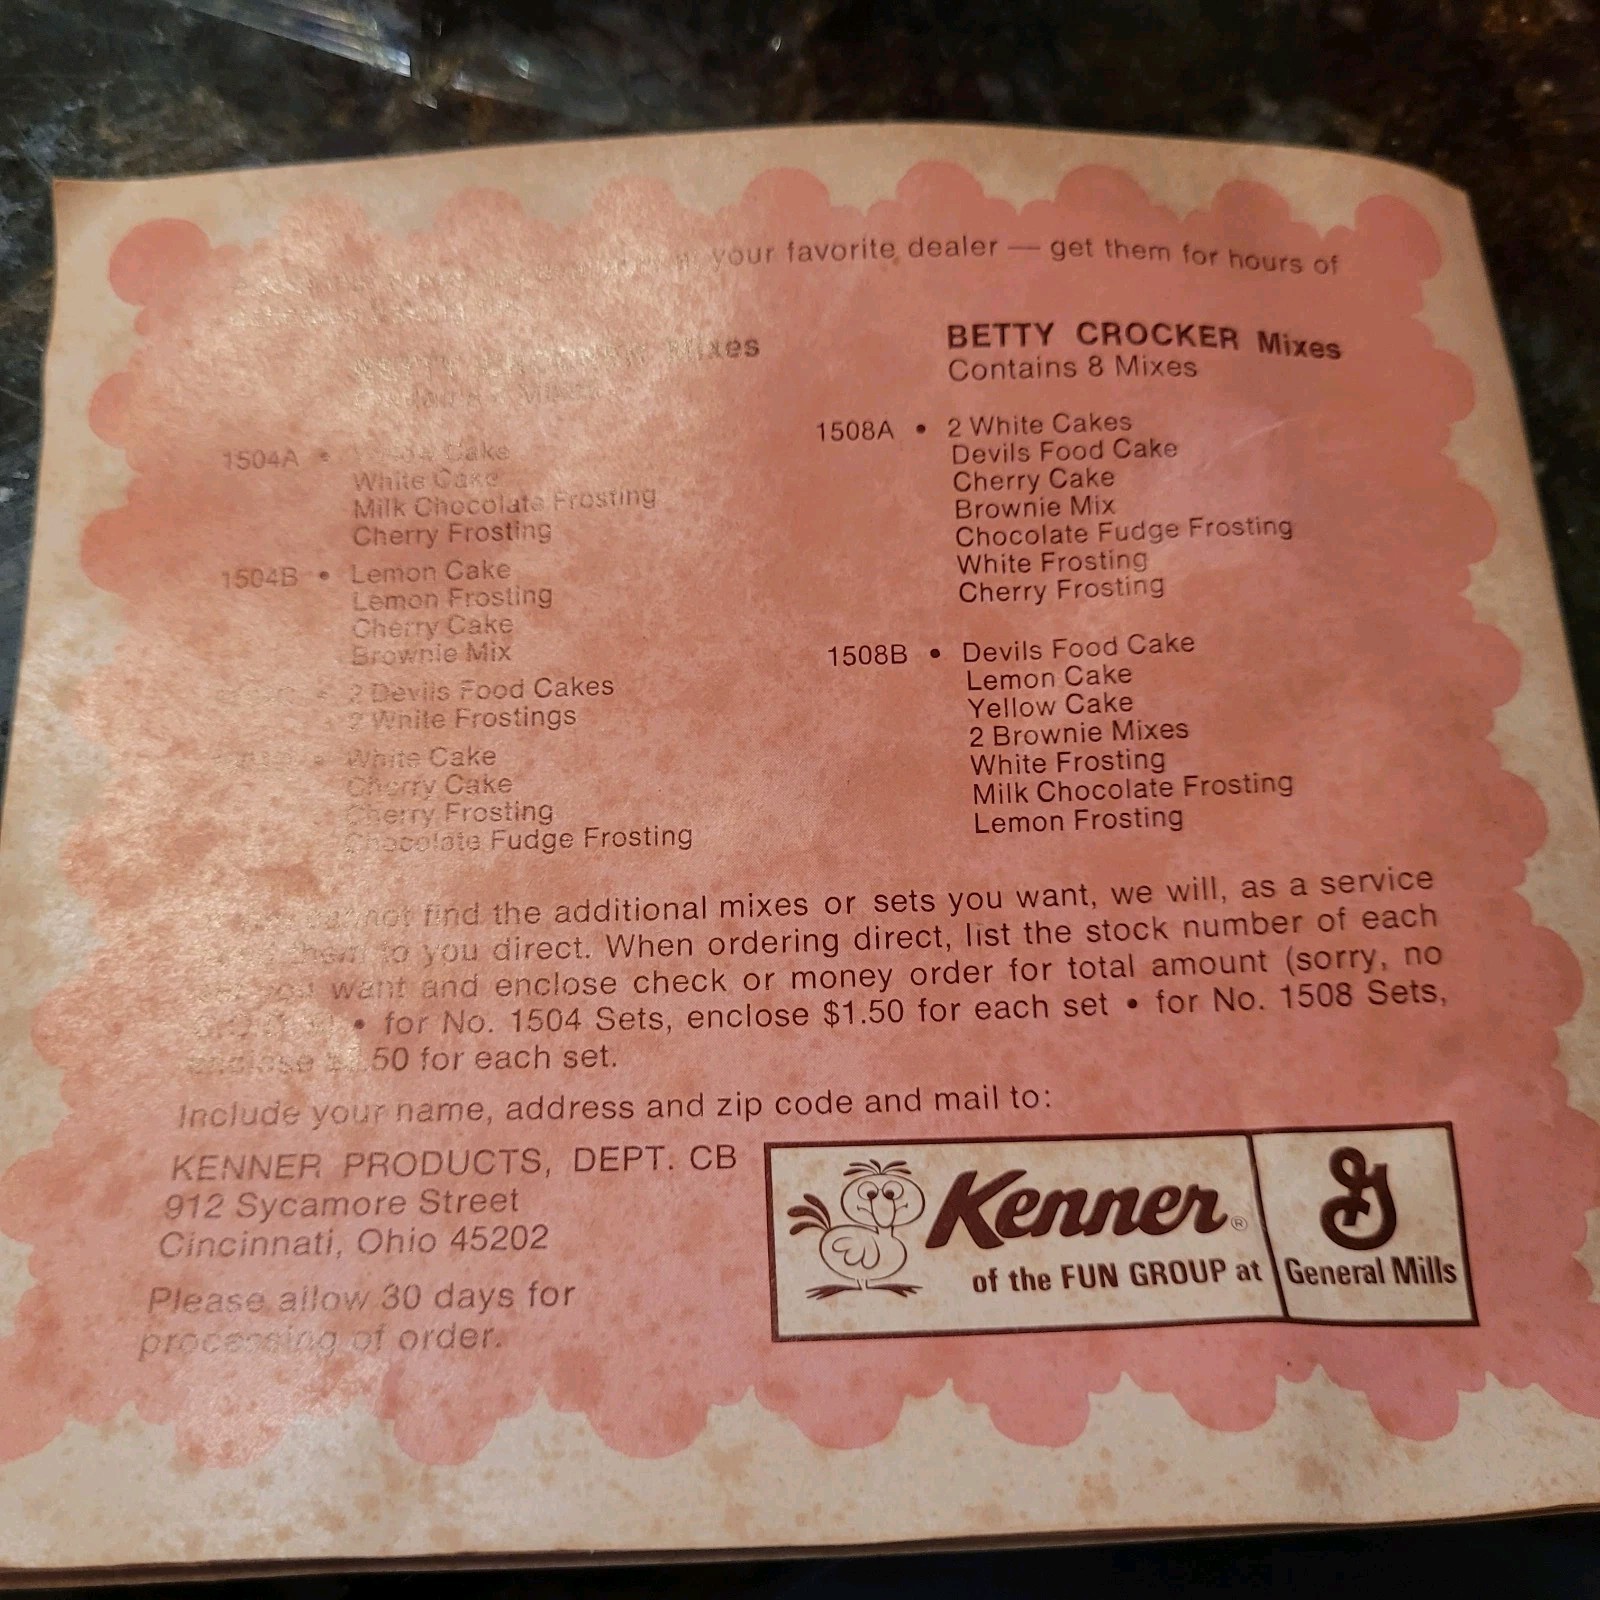 your favorite dealer — get them for hours of
Mixes
1504A • Cake
White Cake
Milk Chocolate Frosting
Cherry Frosting
1504B • Lemon Cake
Lemon Frosting
Cherry Cake
Brownie Mix
• 2 Devils Food Cakes
2 White Frostings
• White Cake
Cherry Cake
Cherry Frosting
Chocolate Fudge Frosting
BETTY CROCKER Mixes
Contains 8 Mixes
1508A • 2 White Cakes
Devils Food Cake
Cherry Cake
Brownie Mix
Chocolate Fudge Frosting
White Frosting
Cherry Frosting
1508B • Devils Food Cake
Lemon Cake
Yellow Cake
2 Brownie Mixes
White Frosting
Milk Chocolate Frosting
Lemon Frosting
cannot find the additional mixes or sets you want, we will, as a service
them to you direct. When ordering direct, list the stock number of each
you want and enclose check or money order for total amount (sorry, no
• for No. 1504 Sets, enclose $1.50 for each set • for No. 1508 Sets,
enclose for each set.
Include your name, address and zip code and mail to:
KENNER PRODUCTS, DEPT. CB
912 Sycamore Street
Cincinnati, Ohio 45202
Please allow 30 days for
processing of order.
Kenner®
of the FUN GROUP at
G
General Mills